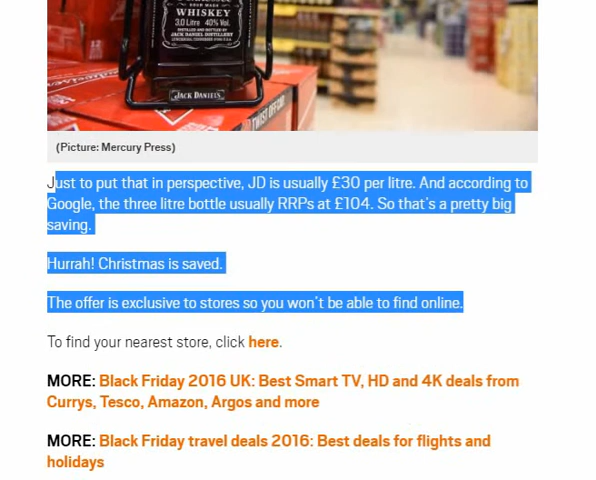 WHISKEY
3.0 Litre 40% Vol.
JACK DANIEL'S
TWIST OFF CAP
(Picture: Mercury Press)
Just to put that in perspective, JD is usually £30 per litre. And according to
Google, the three litre bottle usually RRPs at £104. So that's a pretty big
saving.
Hurrah! Christmas is saved.
The offer is exclusive to stores so you won't be able to find online.
To find your nearest store, click here.
MORE: Black Friday 2016 UK: Best Smart TV, HD and 4K deals from
Currys, Tesco, Amazon, Argos and more
MORE: Black Friday travel deals 2016: Best deals for flights and
holidays